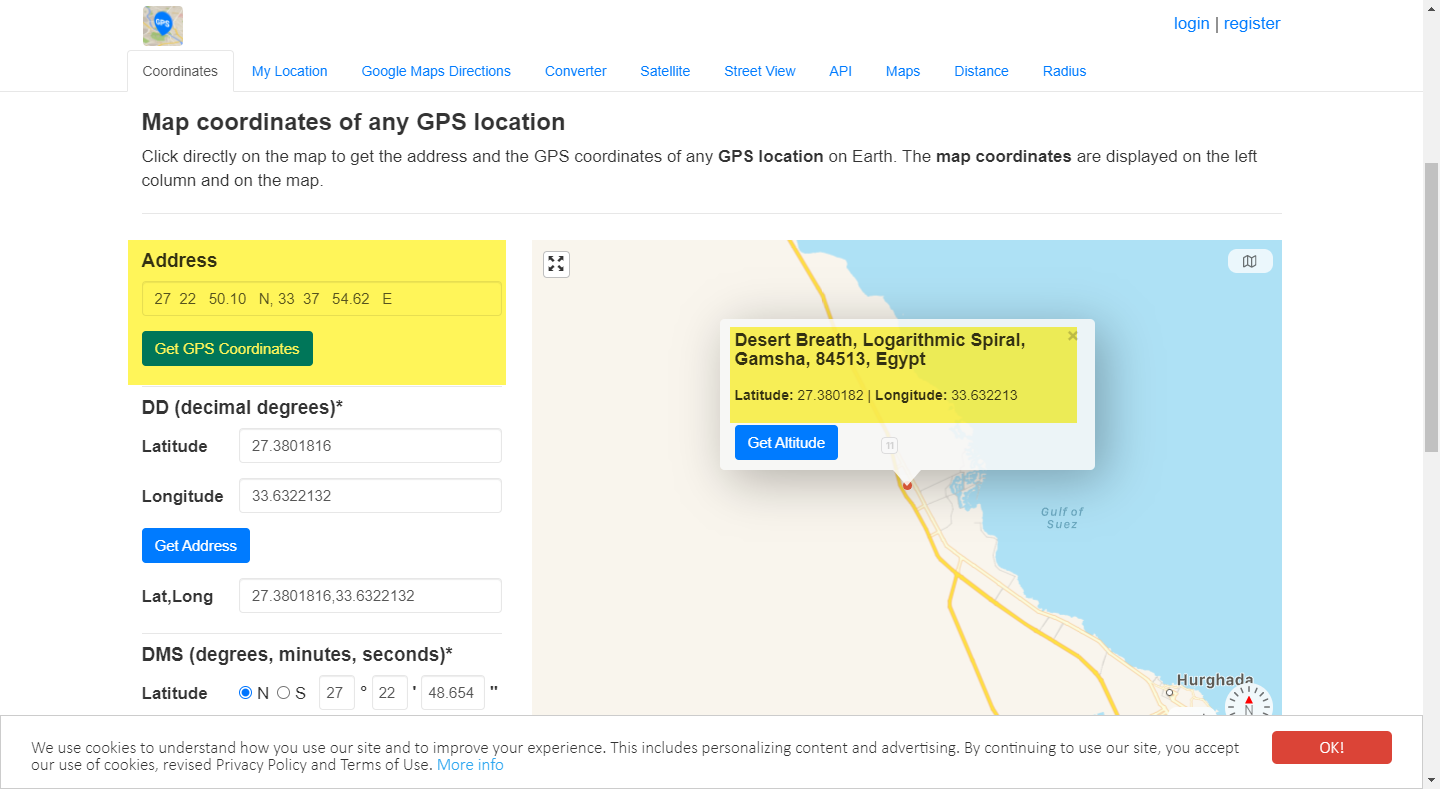 GPS
login | register
Coordinates My Location Google Maps Directions Converter Satellite Street View API Maps Distance Radius
Map coordinates of any GPS location
Click directly on the map to get the address and the GPS coordinates of any GPS location on Earth. The map coordinates are displayed on the left
column and on the map.
Address
27 22 50.10 N, 33 37 54.62 E
Get GPS Coordinates
DD (decimal degrees)*
Latitude 27.3801816
Longitude 33.6322132
Get Address
Lat,Long 27.3801816,33.6322132
DMS (degrees, minutes, seconds)*
Latitude N S 27 ° 22 ' 48.654 "
Desert Breath, Logarithmic Spiral,
Gamsha, 84513, Egypt
×
Latitude: 27.380182 | Longitude: 33.632213
Get Altitude
11
Gulf of
Suez
Hurghada
N
We use cookies to understand how you use our site and to improve your experience. This includes personalizing content and advertising. By continuing to use our site, you accept
our use of cookies, revised Privacy Policy and Terms of Use. More info
OK!